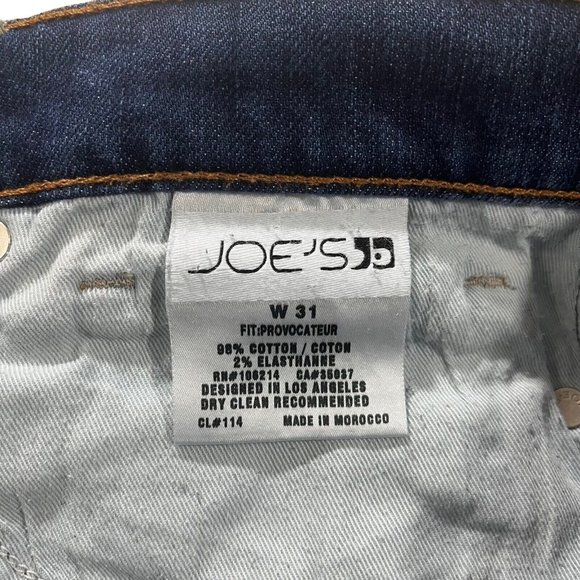 JOE'S
W 31
FIT:PROVOCATEUR
98% COTTON / COTON
2% ELASTHANNE
RN#106214 CA#35037
DESIGNED IN LOS ANGELES
DRY CLEAN RECOMMENDED
CL#114 MADE IN MOROCCO